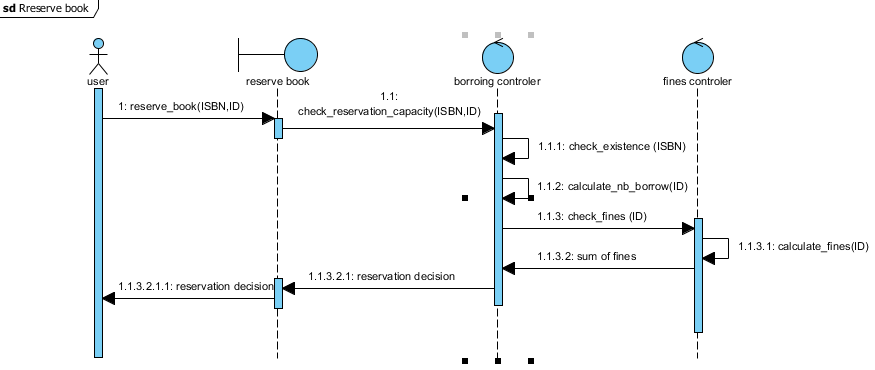 sd Rreserve book
user
reserve book
borroing controler
fines controler
1: reserve_book(ISBN,ID)
1.1:
check_reservation_capacity(ISBN,ID)
1.1.1: check_existence (ISBN)
1.1.2: calculate_nb_borrow(ID)
1.1.3: check_fines (ID)
1.1.3.1: calculate_fines(ID)
1.1.3.2: sum of fines
1.1.3.2.1: reservation decision
1.1.3.2.1.1: reservation decision